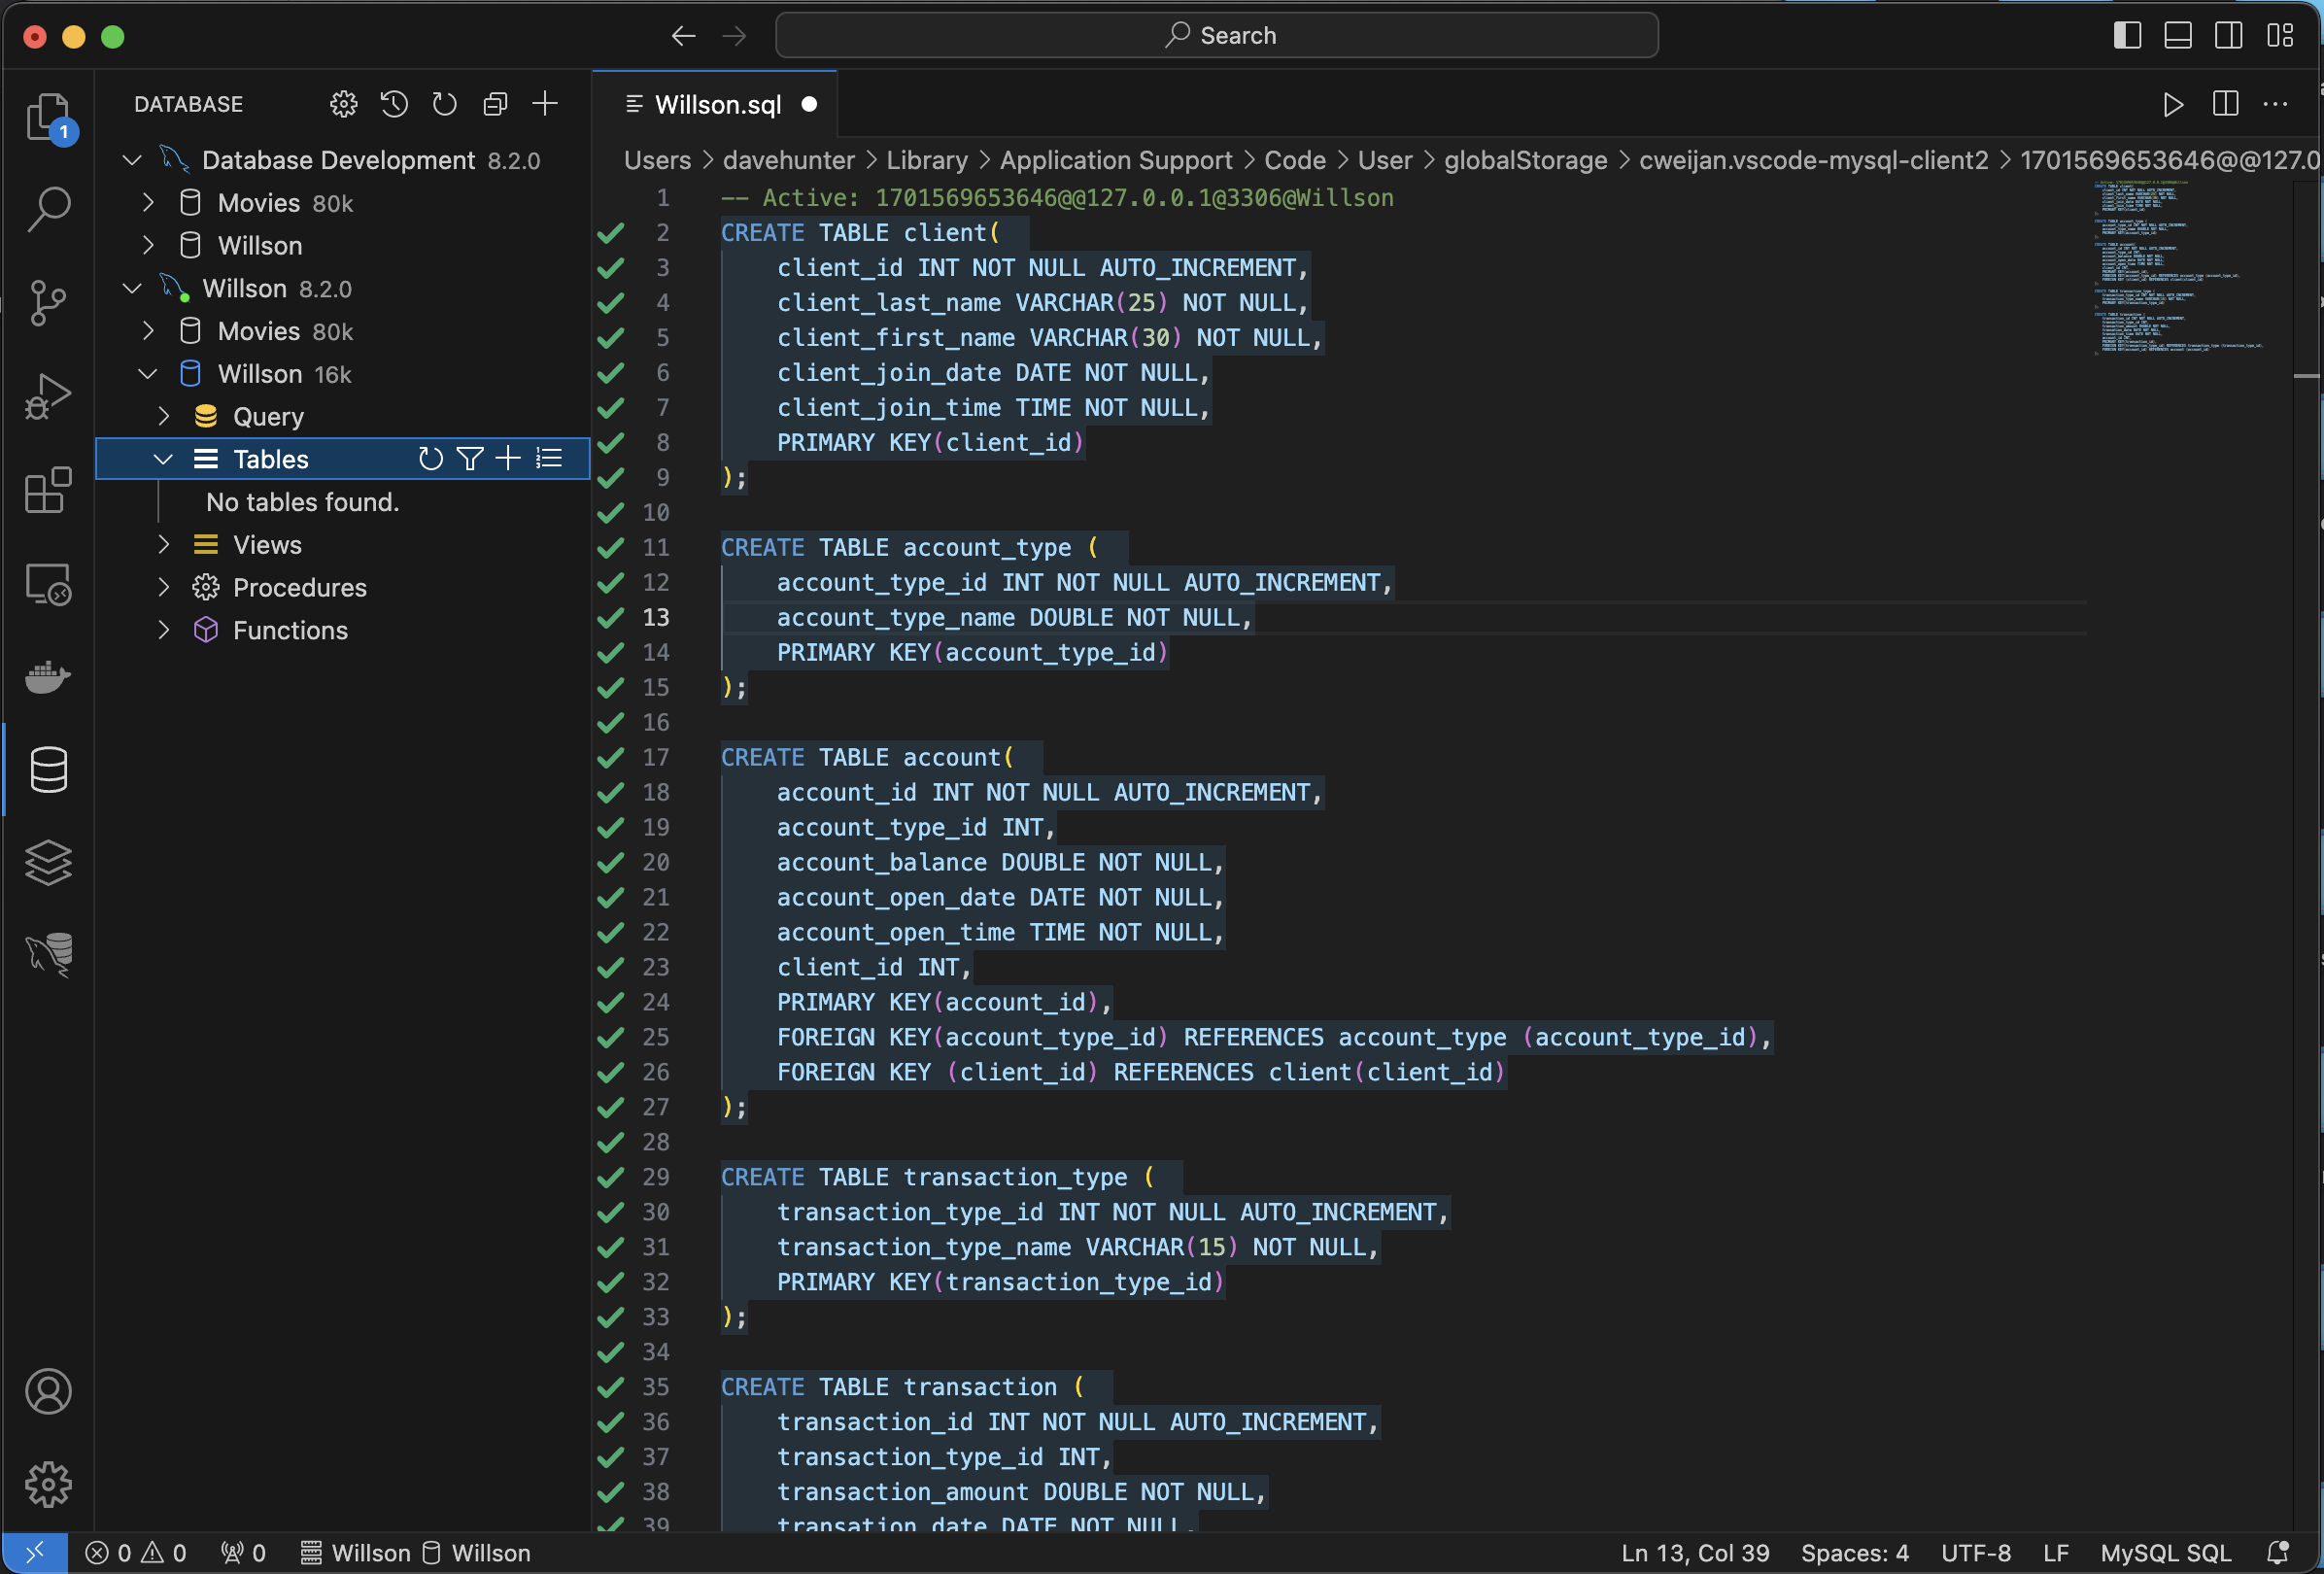 Search
DATABASE
Database Development 8.2.0
Movies 80k
Willson
Willson 8.2.0
Movies 80k
Willson 16k
Query
Tables
No tables found.
Views
Procedures
Functions
1
Willson.sql
Users > davehunter > Library > Application Support > Code > User > globalStorage > cweijan.vscode-mysql-client2 > 1701569653646@@127.0
1 -- Active: 1701569653646@@127.0.0.1@3306@Willson
2 CREATE TABLE client(
3 client_id INT NOT NULL AUTO_INCREMENT,
4 client_last_name VARCHAR(25) NOT NULL,
5 client_first_name VARCHAR(30) NOT NULL,
6 client_join_date DATE NOT NULL,
7 client_join_time TIME NOT NULL,
8 PRIMARY KEY(client_id)
9 );
10
11 CREATE TABLE account_type (
12 account_type_id INT NOT NULL AUTO_INCREMENT,
13 account_type_name DOUBLE NOT NULL,
14 PRIMARY KEY(account_type_id)
15 );
16
17 CREATE TABLE account(
18 account_id INT NOT NULL AUTO_INCREMENT,
19 account_type_id INT,
20 account_balance DOUBLE NOT NULL,
21 account_open_date DATE NOT NULL,
22 account_open_time TIME NOT NULL,
23 client_id INT,
24 PRIMARY KEY(account_id),
25 FOREIGN KEY(account_type_id) REFERENCES account_type (account_type_id),
26 FOREIGN KEY (client_id) REFERENCES client(client_id)
27 );
28
29 CREATE TABLE transaction_type (
30 transaction_type_id INT NOT NULL AUTO_INCREMENT,
31 transaction_type_name VARCHAR(15) NOT NULL,
32 PRIMARY KEY(transaction_type_id)
33 );
34
35 CREATE TABLE transaction (
36 transaction_id INT NOT NULL AUTO_INCREMENT,
37 transaction_type_id INT,
38 transaction_amount DOUBLE NOT NULL,
39 transation_date DATE NOT NULL,
0 0 0 Willson Willson Ln 13, Col 39 Spaces: 4 UTF-8 LF MySQL SQL